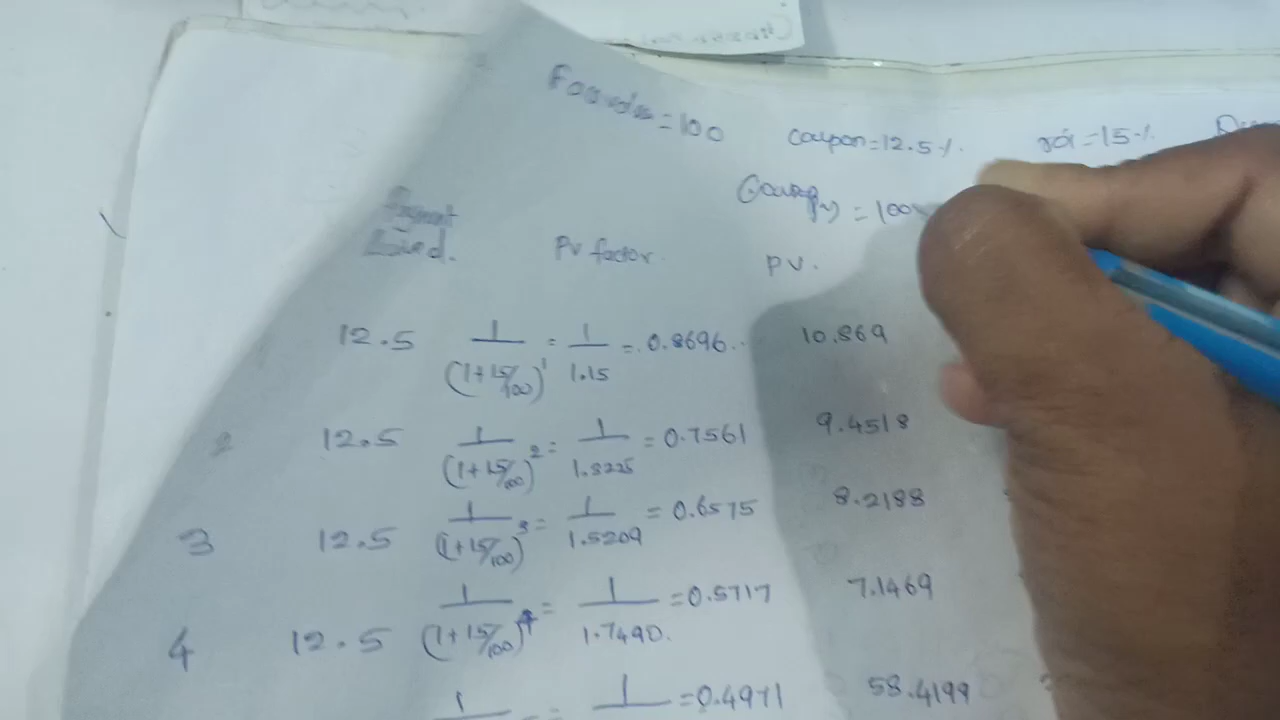 = 100 coupon = 12.5 %. = 15 %.
= 100
Pv factor. PV.
12.5 1/(1+15/100)^1 = 1/1.15 = 0.8696 10.869
2 12.5 1/(1+15/100)^2 = 1/1.3225 = 0.7561 9.4518
3 12.5 1/(1+15/100)^3 = 1/1.5209 = 0.6575 8.2188
4 12.5 1/(1+15/100)^4 = 1/1.7490. = 0.5717 7.1469
1 = 1 = 0.4971 58.4199